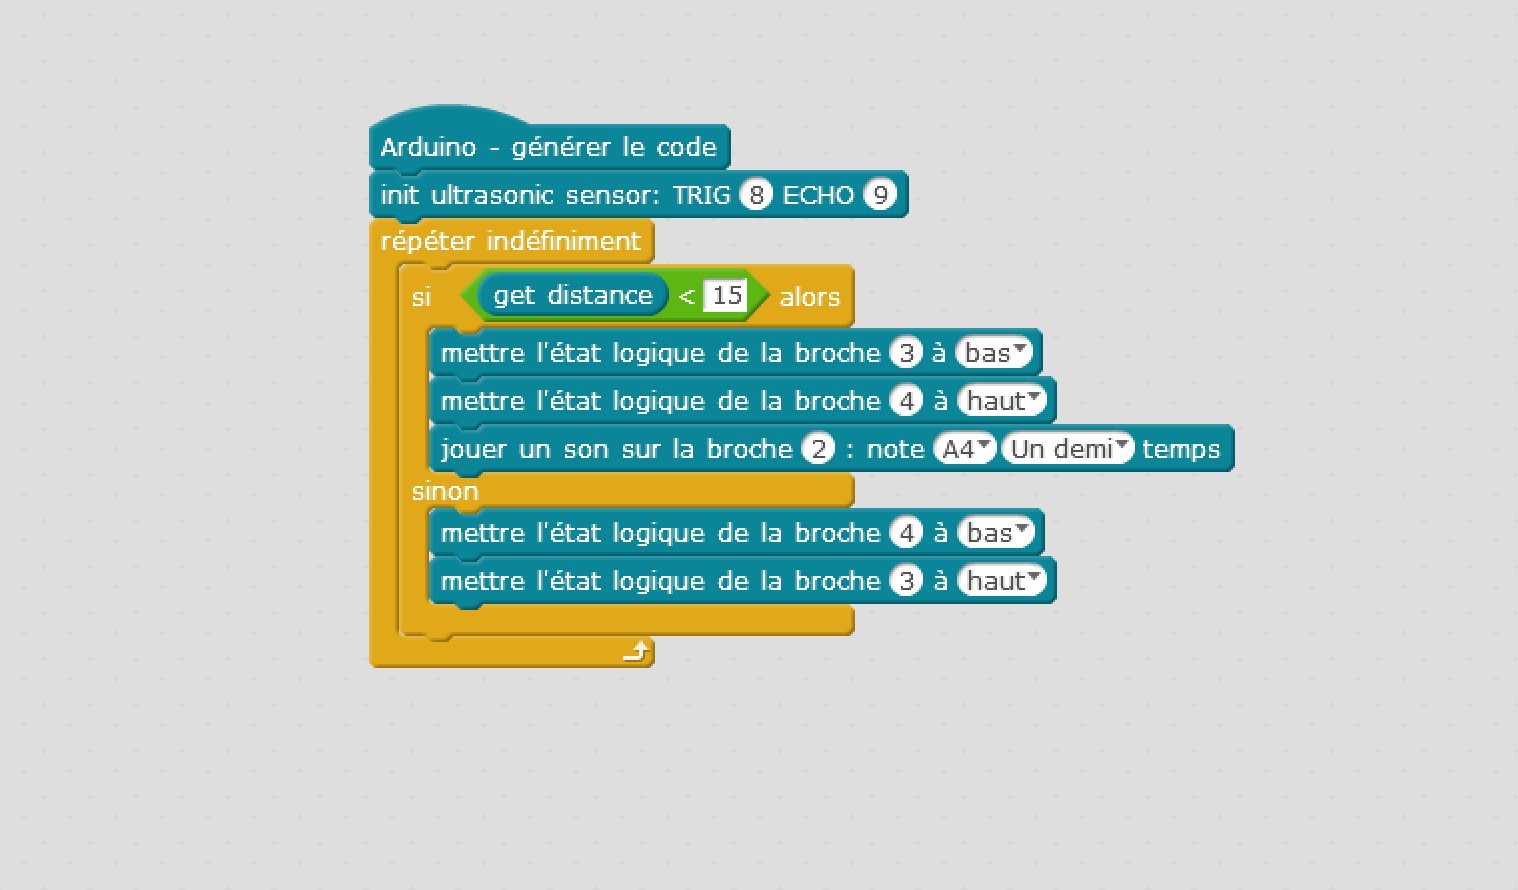 Arduino - générer le code
init ultrasonic sensor: TRIG 8 ECHO 9
répéter indéfiniment
si get distance < 15 alors
mettre l'état logique de la broche 3 à bas
mettre l'état logique de la broche 4 à haut
jouer un son sur la broche 2 : note A4 Un demi temps
sinon
mettre l'état logique de la broche 4 à bas
mettre l'état logique de la broche 3 à haut